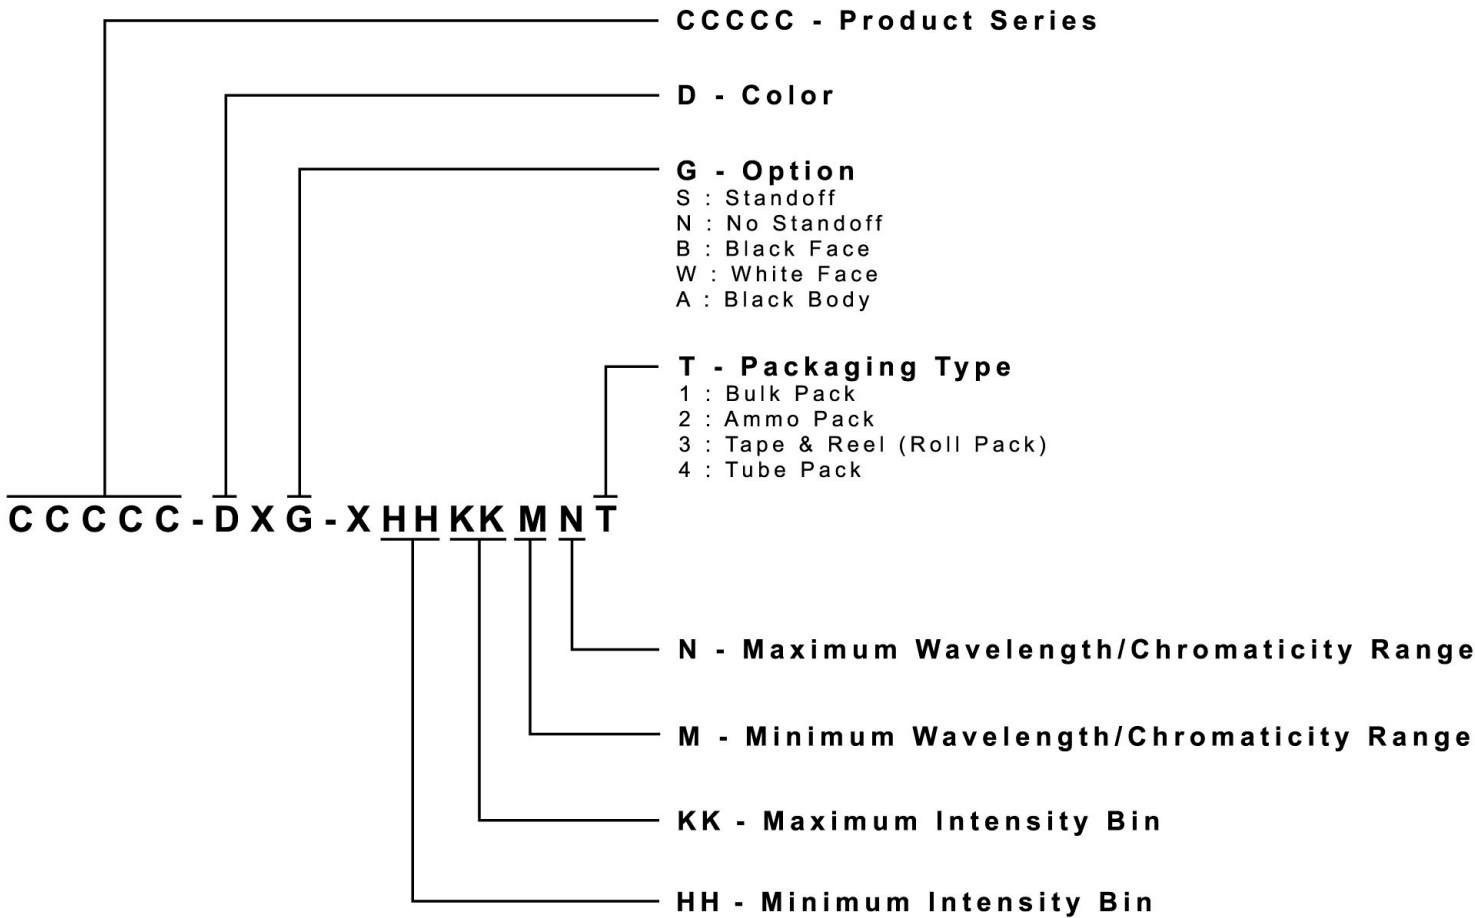 CCCCC - Product Series
D - Color
G - Option
S : Standoff
N : No Standoff
B : Black Face
W : White Face
A : Black Body
T - Packaging Type
1 : Bulk Pack
2 : Ammo Pack
3 : Tape & Reel (Roll Pack)
4 : Tube Pack
CCCCC-DXG-XHHKKMNT
N - Maximum Wavelength/Chromaticity Range
M - Minimum Wavelength/Chromaticity Range
KK - Maximum Intensity Bin
HH - Minimum Intensity Bin